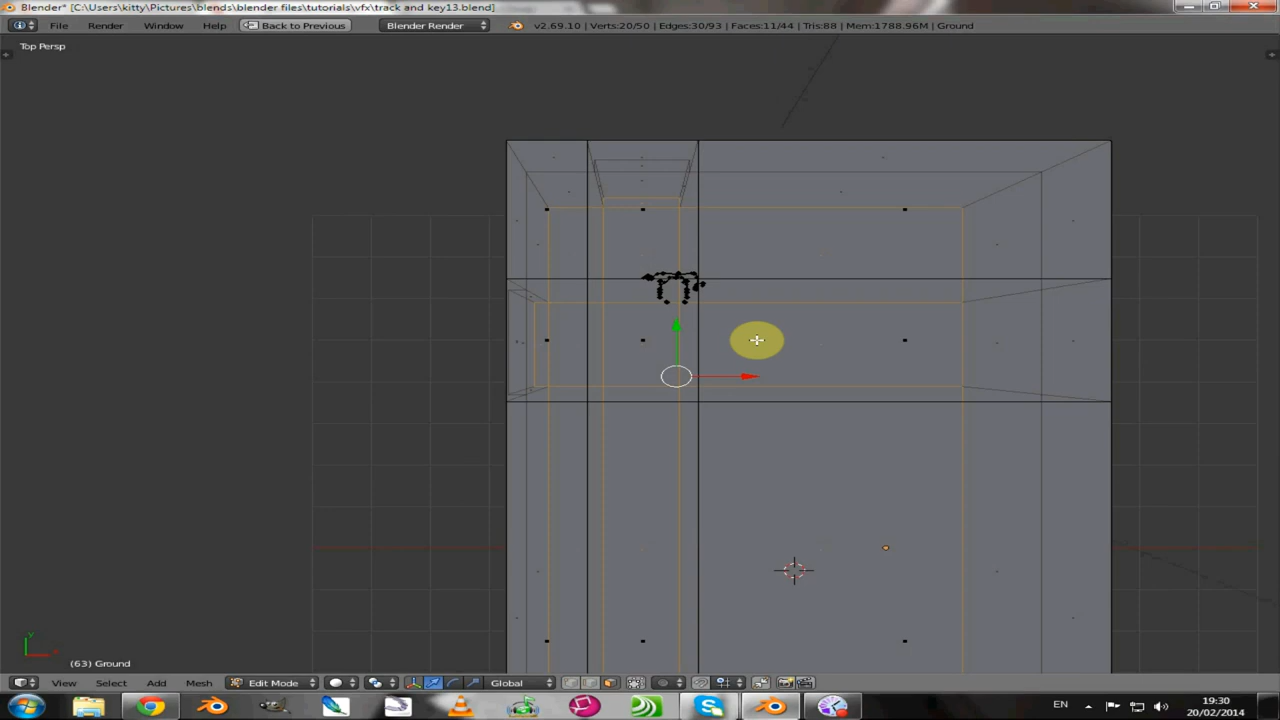 Blender* [C:\Users\kitty\Pictures\blends\blender files\tutorials\vfx\track and key13.blend]
File Render Window Help Back to Previous Blender Render v2.69.10 | Verts:20/50 | Edges:30/93 | Faces:11/44 | Tris:88 | Mem:1788.96M | Ground
Top Persp
y
(63) Ground
View Select Add Mesh Edit Mode Global
EN 19:30
20/02/2014